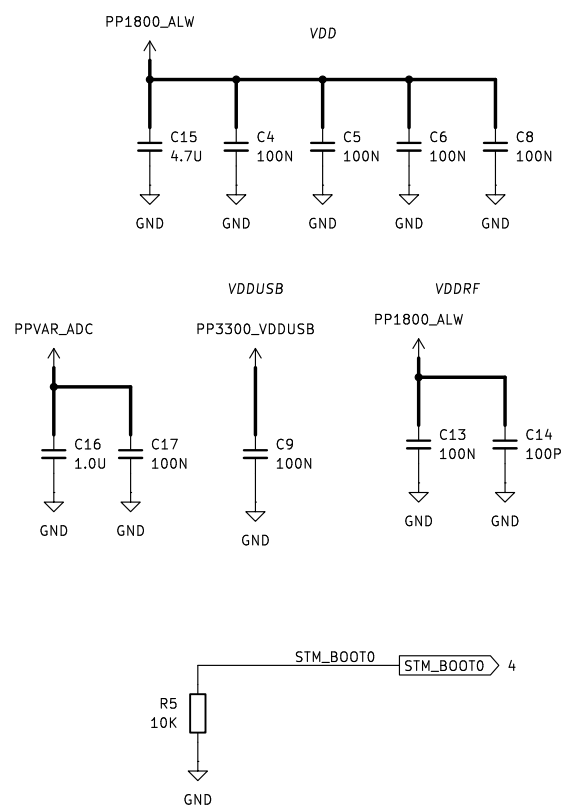 PP1800_ALW
VDD
C15
4.7U
C4
100N
C5
100N
C6
100N
C8
100N
GND
GND
GND
GND
GND
VDDUSB
VDDRF
PPVAR_ADC
PP3300_VDDUSB
PP1800_ALW
C16
1.0U
C17
100N
C9
100N
C13
100N
C14
100P
GND
GND
GND
GND
GND
STM_BOOT0
STM_BOOT0
4
R5
10K
GND